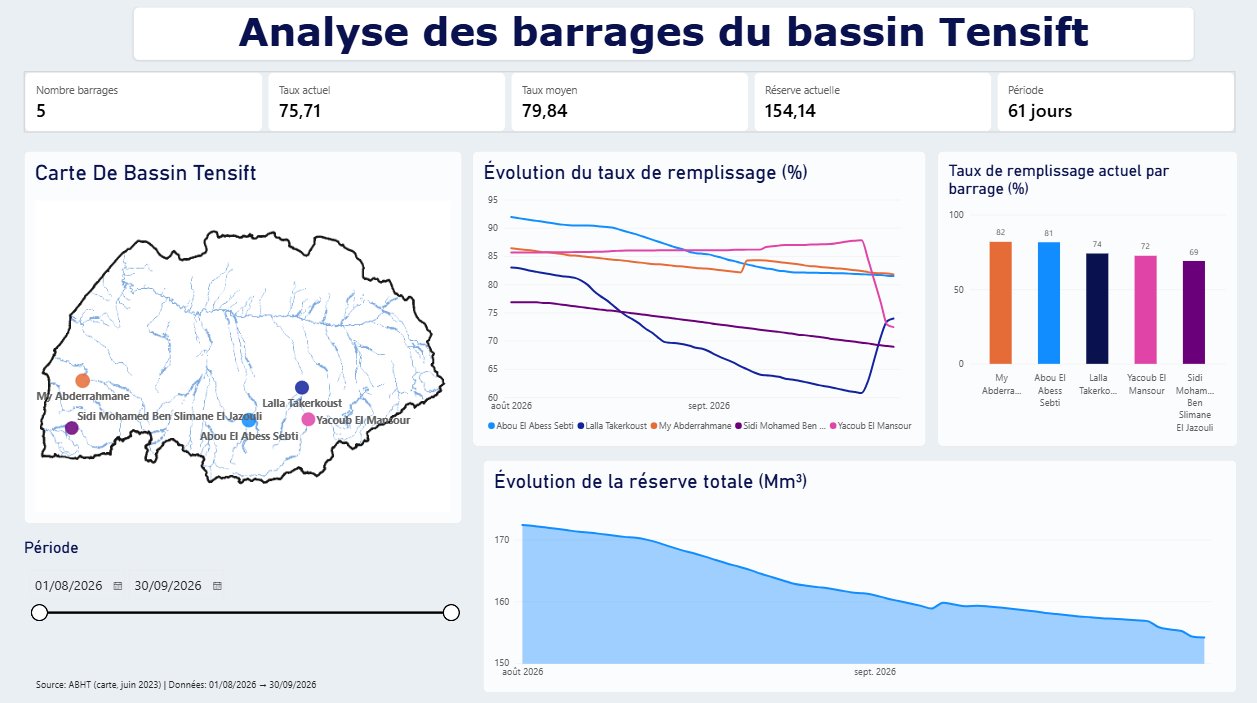 Analyse des barrages du bassin Tensift
Nombre barrages
5
Taux actuel
75,71
Taux moyen
79,84
Réserve actuelle
154,14
Période
61 jours
Carte De Bassin Tensift
My Abderrahmane
Sidi Mohamed Ben Slimane El Jazouli
Lalla Takerkoust
Yacoub El Mansour
Abou El Abess Sebti
Évolution du taux de remplissage (%)
95
90
85
80
75
70
65
60
août 2026
sept. 2026
Abou El Abess Sebti
Lalla Takerkoust
My Abderrahmane
Sidi Mohamed Ben ...
Yacoub El Mansour
Taux de remplissage actuel par
barrage (%)
100
50
0
82
81
74
72
69
My
Abderra...
Abou El
Abess
Sebti
Lalla
Takerko...
Yacoub El
Mansour
Sidi
Moham...
Ben
Slimane
El Jazouli
Évolution de la réserve totale (Mm³)
170
160
150
août 2026
sept. 2026
Période
01/08/2026
30/09/2026
Source: ABHT (carte, juin 2023) | Données: 01/08/2026 → 30/09/2026